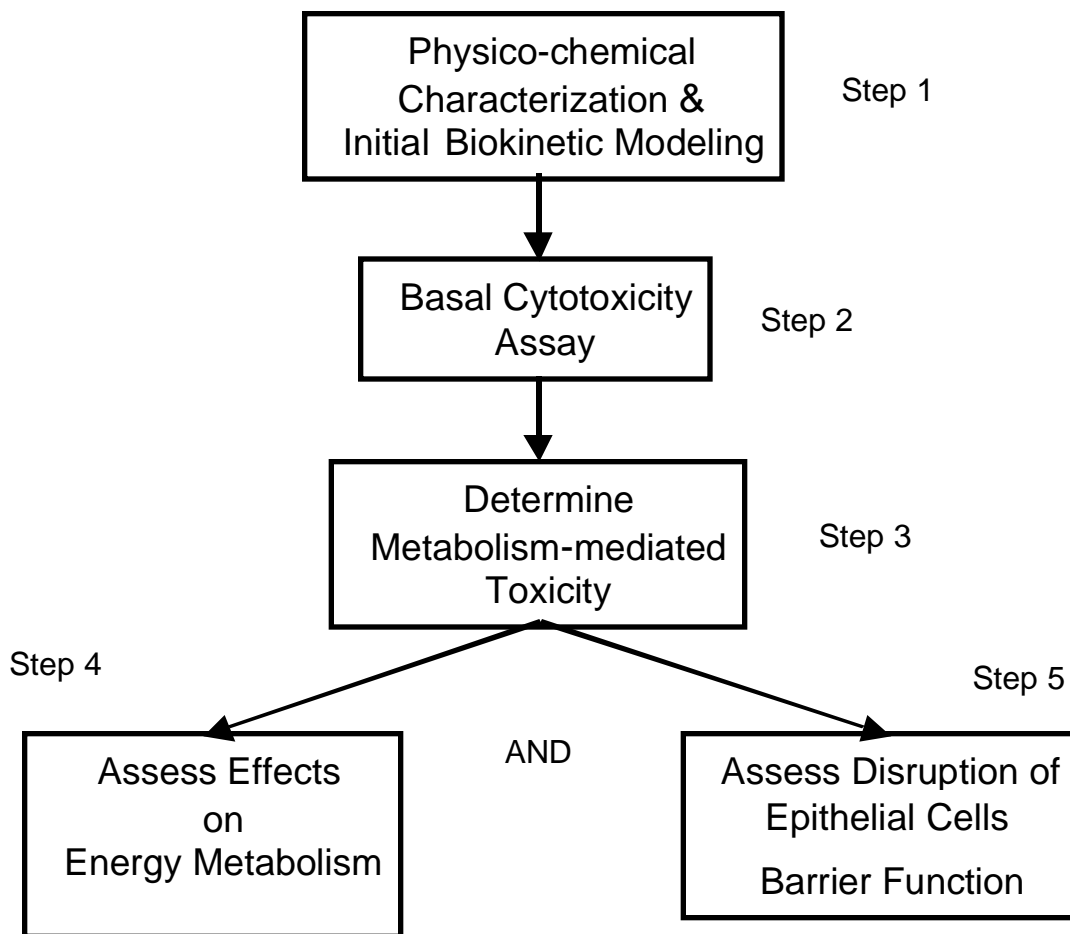 Physico-chemical
Characterization &
Initial Biokinetic Modeling
Step 1
Basal Cytotoxicity
Assay
Step 2
Determine
Metabolism-mediated
Toxicity
Step 3
Step 4
Assess Effects
on
Energy Metabolism
AND
Step 5
Assess Disruption of
Epithelial Cells
Barrier Function